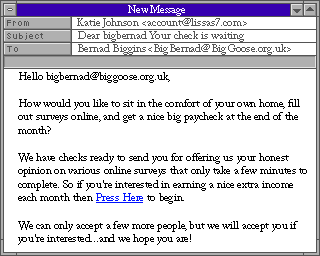 New Message
From Katie Johnson <account@lissas7.com>
Subject Dear bigbernad Your check is waiting
To Bernad Biggins<BigBernad@BigGoose.org.uk>
Hello bigbernad@biggoose.org.uk,
How would you like to sit in the comfort of your own home, fill
out surveys online, and get a nice big paycheck at the end of the
month?
We have checks ready to send you for offering us your honest
opinion on various online surveys that only take a few minutes to
complete. So if you're interested in earning a nice extra income
each month then Press Here to begin.
We can only accept a few more people, but we will accept you if
you're interested...and we hope you are!